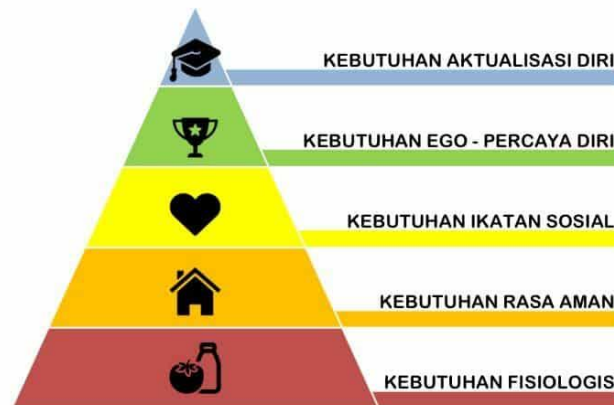 KEBUTUHAN AKTUALISASI DIRI
KEBUTUHAN EGO - PERCAYA DIRI
KEBUTUHAN IKATAN SOSIAL
KEBUTUHAN RASA AMAN
KEBUTUHAN FISIOLOGIS